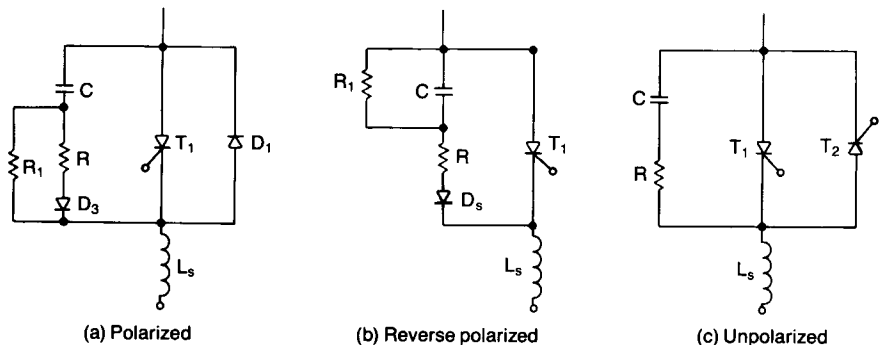 C
R₁
R
D₃
T₁
D₁
Lₛ
(a) Polarized
R₁
C
R
Dₛ
T₁
Lₛ
(b) Reverse polarized
C
R
T₁
T₂
Lₛ
(c) Unpolarized